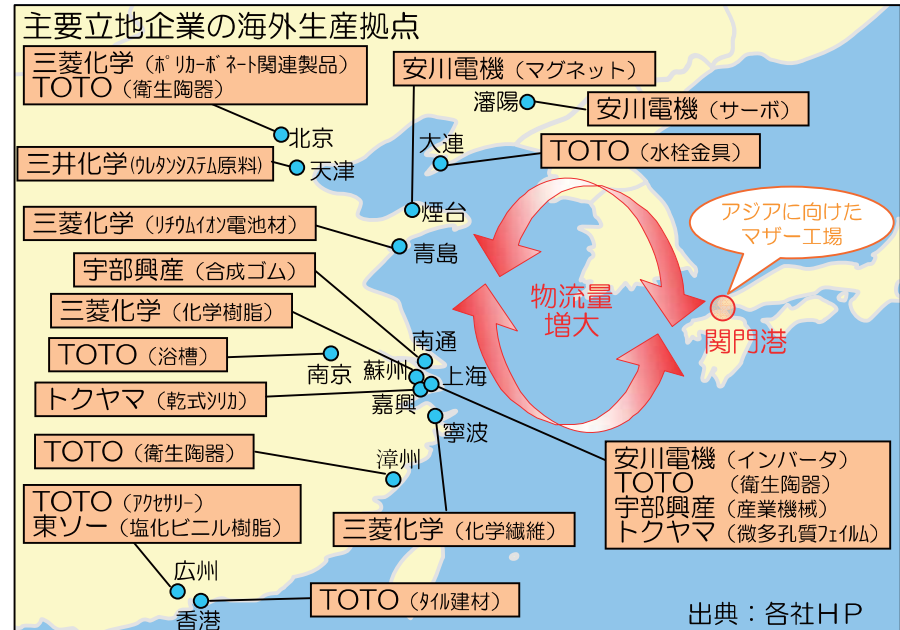 主要立地企業の海外生産拠点
三菱化学（ﾎﾟﾘｶｰﾎﾞﾈｰﾄ関連製品）
TOTO（衛生陶器）
安川電機（マグネット）
瀋陽
安川電機（サーボ）
北京
大連
TOTO（水栓金具）
三井化学(ｳﾚﾀﾝｼｽﾃﾑ原料)
天津
煙台
アジアに向けた
マザー工場
三菱化学（ﾘﾁｳﾑｲｵﾝ電池材）
青島
宇部興産（合成ゴム）
物流量
増大
三菱化学（化学樹脂）
関門港
TOTO（浴槽）
南京
南通
蘇州
上海
トクヤマ（乾式ｼﾘｶ）
嘉興
寧波
TOTO（衛生陶器）
漳州
安川電機（インバータ）
TOTO（衛生陶器）
宇部興産（産業機械）
トクヤマ（微多孔質ﾌｪｲﾙﾑ）
TOTO（ｱｸｾｻﾘｰ）
東ソー（塩化ビニル樹脂）
三菱化学（化学繊維）
広州
香港
TOTO（ﾀｲﾙ建材）
出典：各社HP